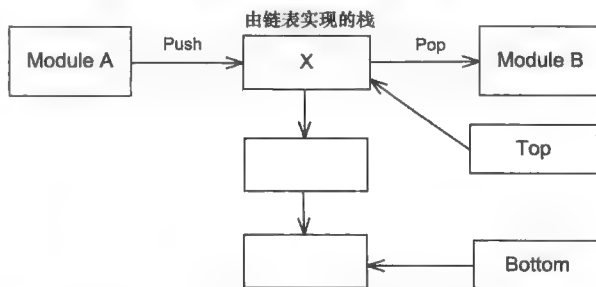 由链表实现的栈
Module A
Push
X
Pop
Module B
Top
Bottom